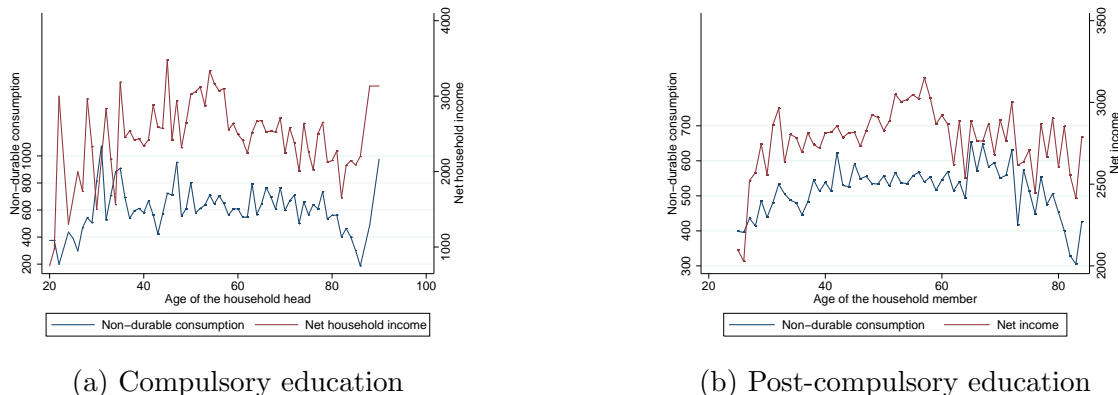 Non-durable consumption
200 400 600 800 1000
Net household income
1000 2000 3000 4000
20 40 60 80 100
Age of the household head
Non-durable consumption Net household income
(a) Compulsory education
Non-durable consumption
300 400 500 600 700
Net income
2000 2500 3000 3500
20 40 60 80
Age of the household member
Non-durable consumption Net income
(b) Post-compulsory education